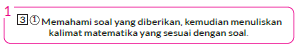 1
3 ① Memahami soal yang diberikan, kemudian menuliskan
kalimat matematika yang sesuai dengan soal.